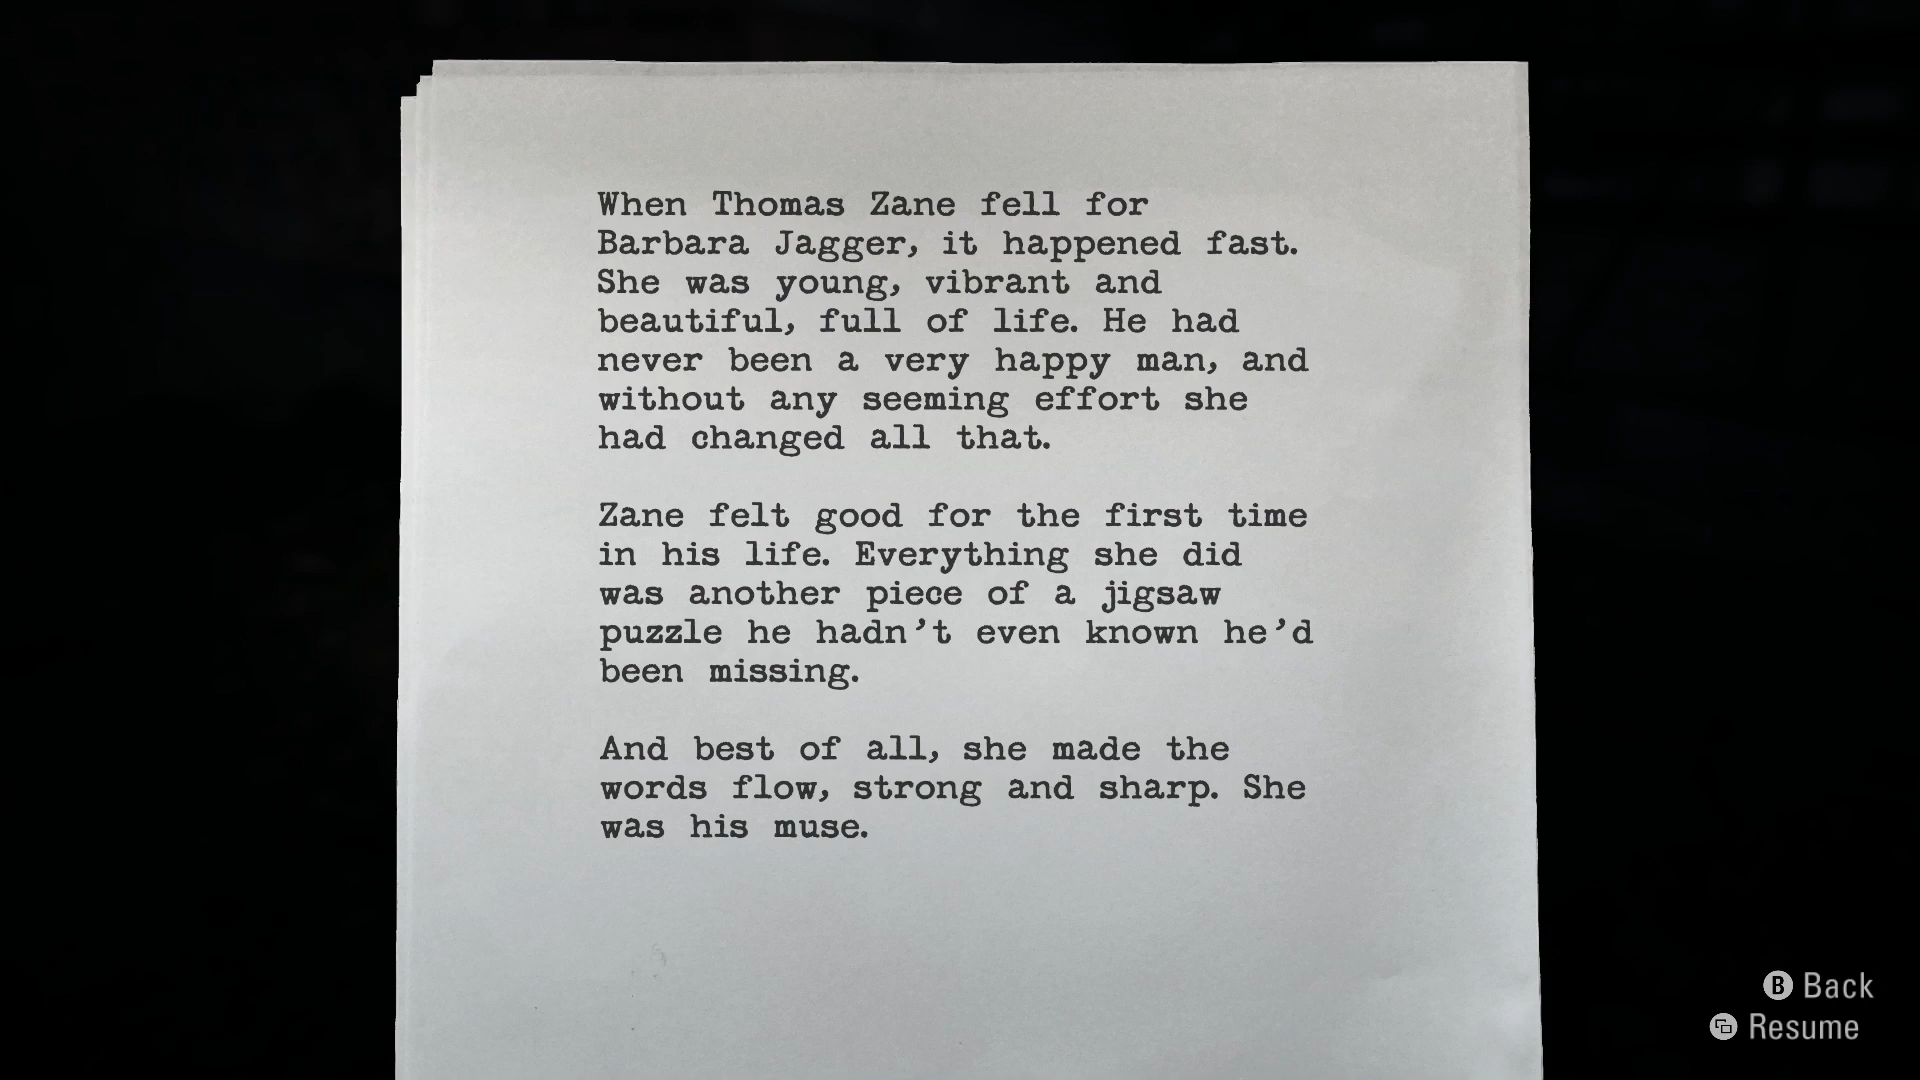 When Thomas Zane fell for
Barbara Jagger, it happened fast.
She was young, vibrant and
beautiful, full of life. He had
never been a very happy man, and
without any seeming effort she
had changed all that.
Zane felt good for the first time
in his life. Everything she did
was another piece of a jigsaw
puzzle he hadn’t even known he’d
been missing.
And best of all, she made the
words flow, strong and sharp. She
was his muse.
B Back
Resume